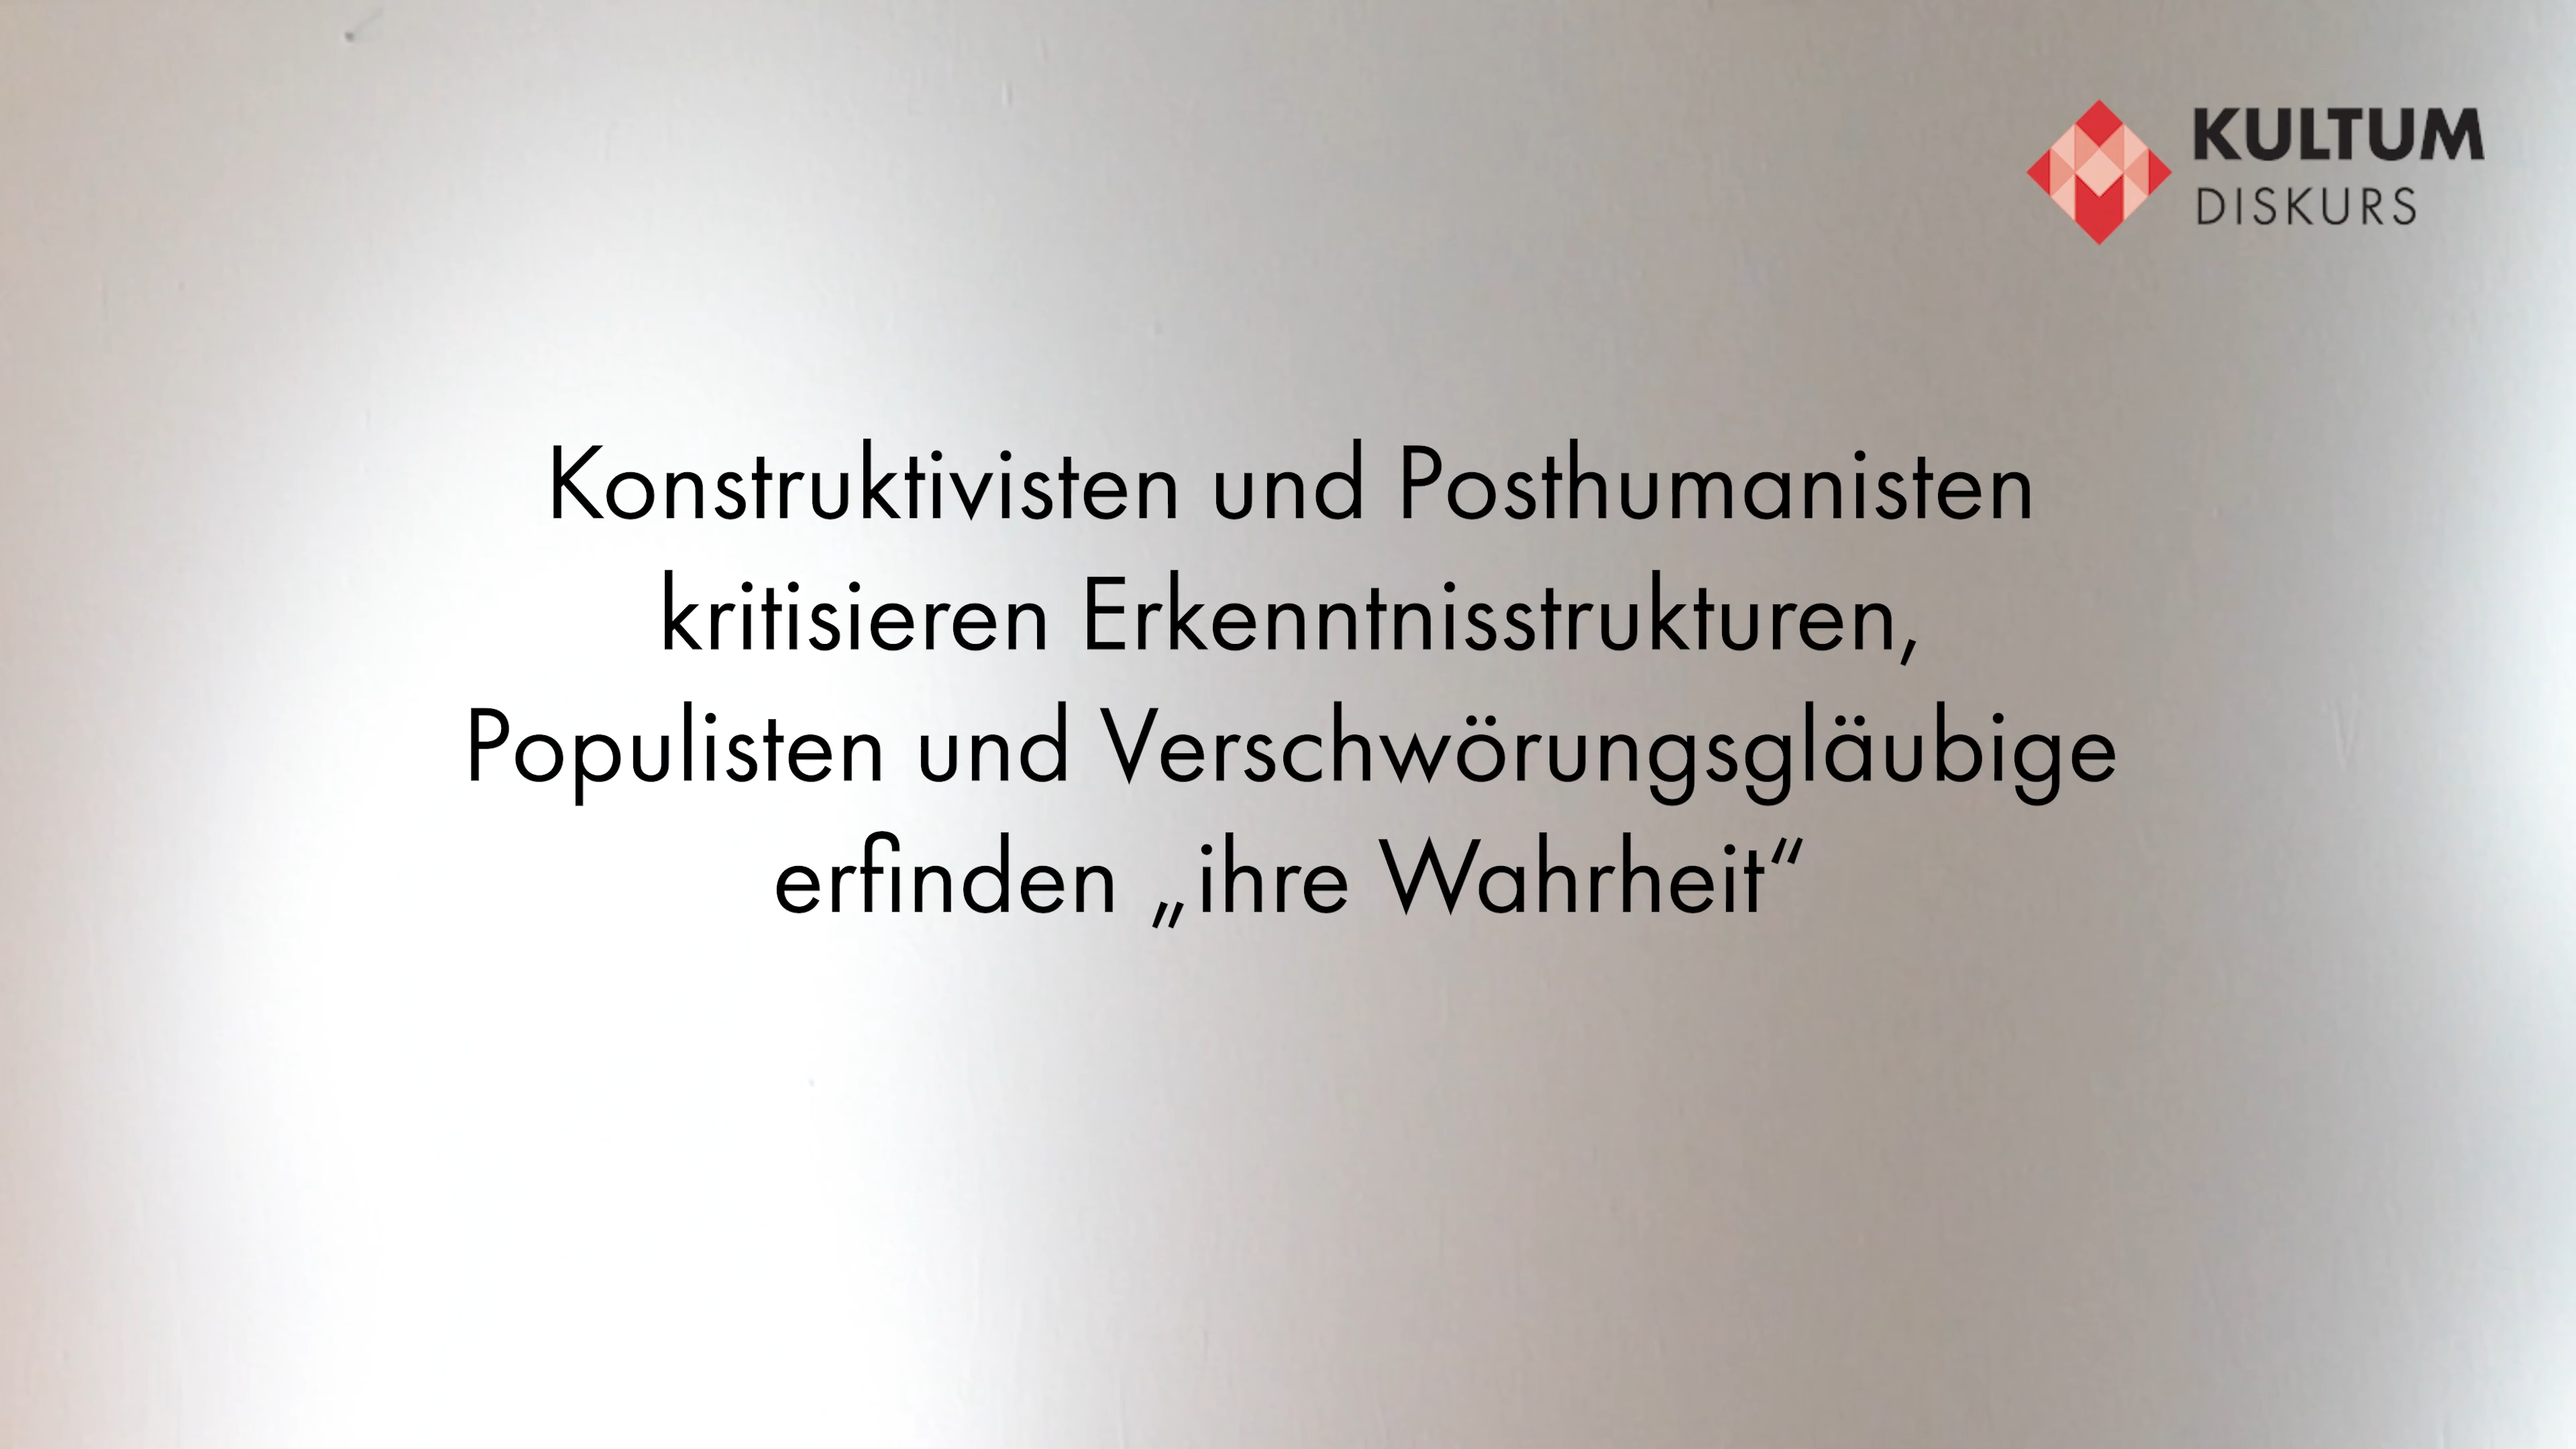 KULTUM
DISKURS
Konstruktivisten und Posthumanisten
kritisieren Erkenntnisstrukturen,
Populisten und Verschwörungsgläubige
erfinden „ihre Wahrheit“